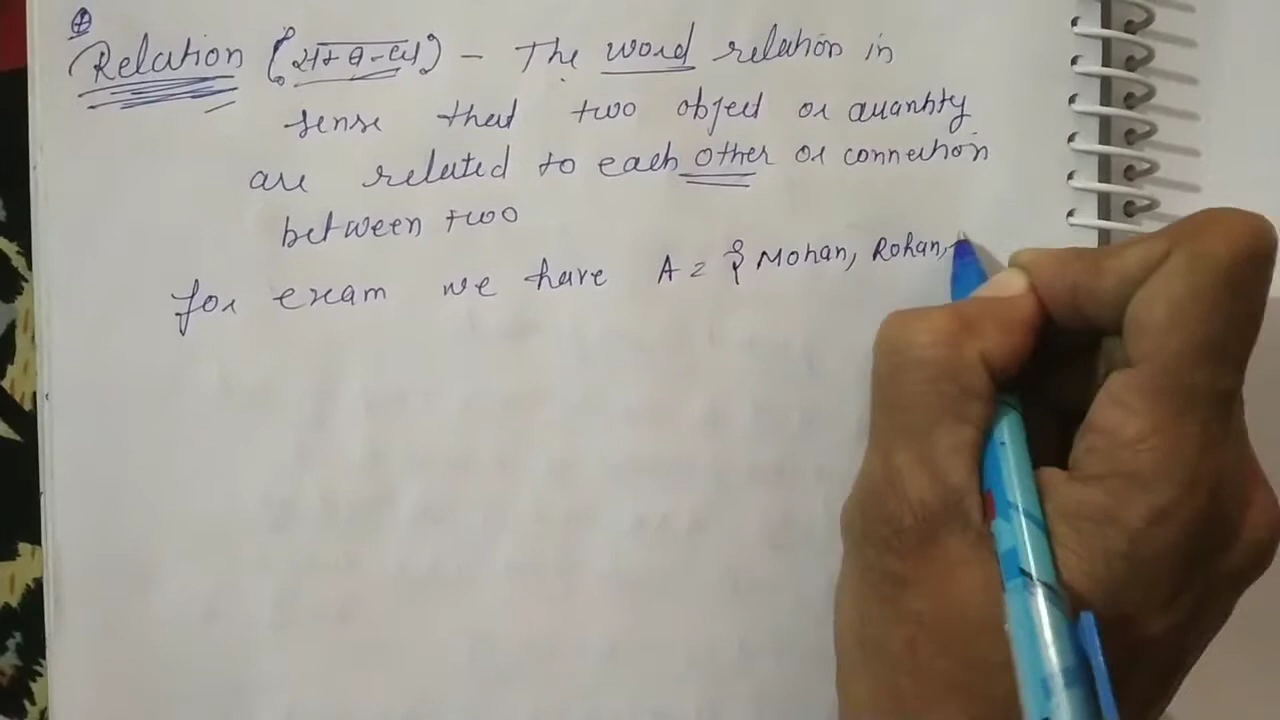 Relation (सम्बन्ध) - The word relation in
sense that two object or quantity
are related to each other or connection
between two
for exam we have A = { Mohan, Rohan,